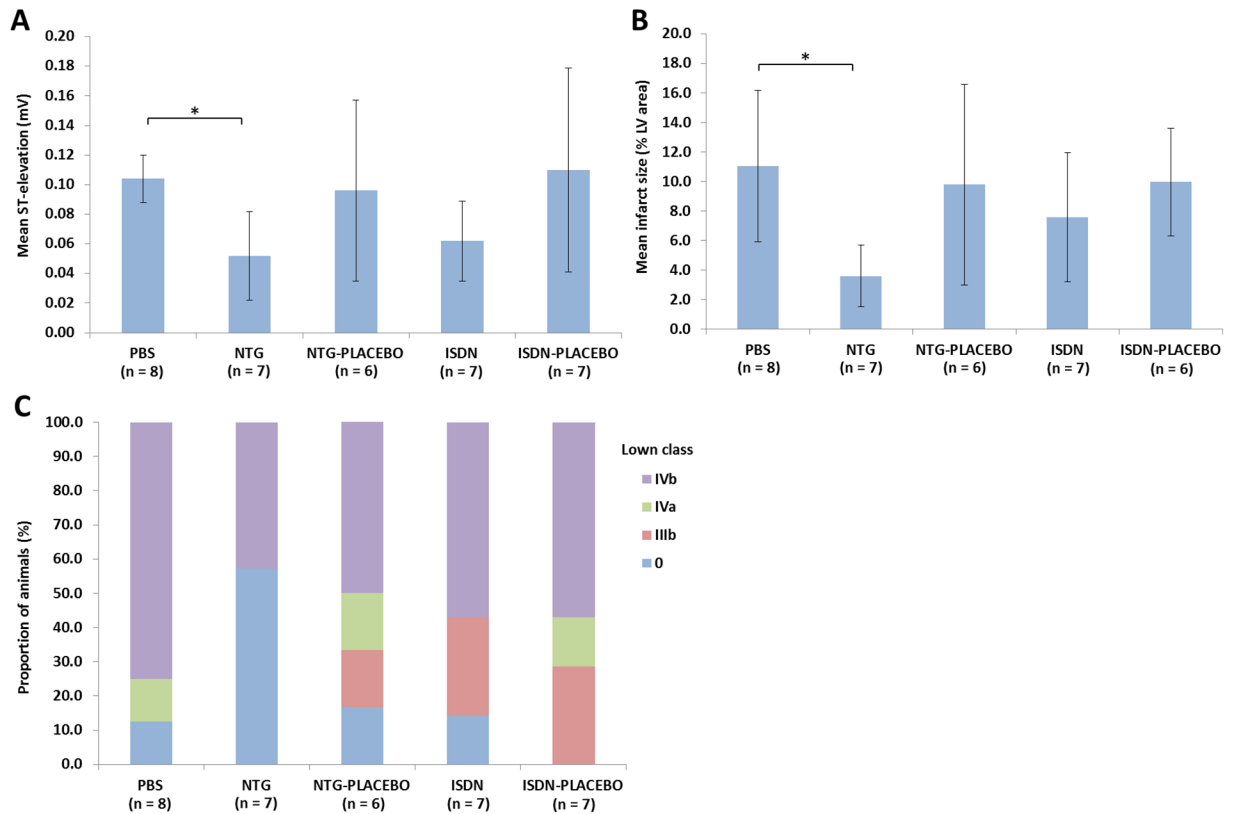 A
Mean ST-elevation (mV)
0.20
0.18
0.16
0.14
0.12
0.10
0.08
0.06
0.04
0.02
0.00
*
PBS NTG NTG-PLACEBO ISDN ISDN-PLACEBO
(n = 8) (n = 7) (n = 6) (n = 7) (n = 7)
B
Mean infarct size (% LV area)
20.0
18.0
16.0
14.0
12.0
10.0
8.0
6.0
4.0
2.0
0.0
*
PBS NTG NTG-PLACEBO ISDN ISDN-PLACEBO
(n = 8) (n = 7) (n = 6) (n = 7) (n = 6)
C
Proportion of animals (%)
100.0
90.0
80.0
70.0
60.0
50.0
40.0
30.0
20.0
10.0
0.0
PBS NTG NTG-PLACEBO ISDN ISDN-PLACEBO
(n = 8) (n = 7) (n = 6) (n = 7) (n = 7)
Lown class
IVb
IVa
IIIb
0